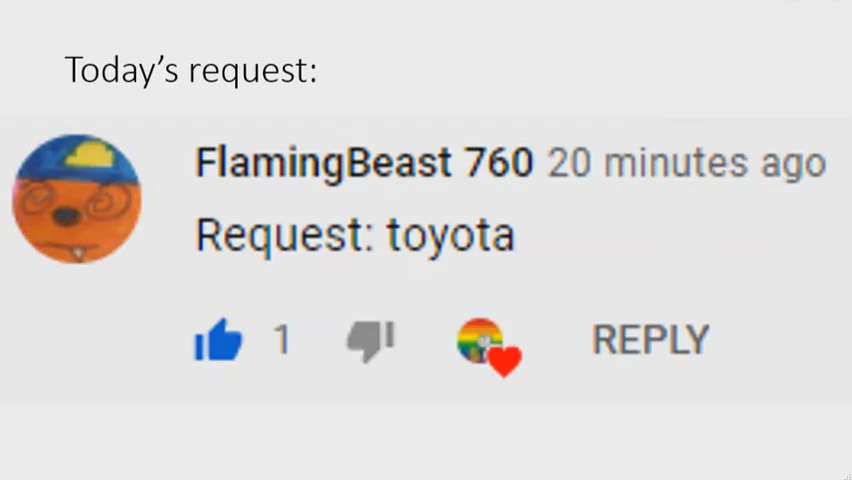 Today’s request:
FlamingBeast 760 20 minutes ago
Request: toyota
1 REPLY